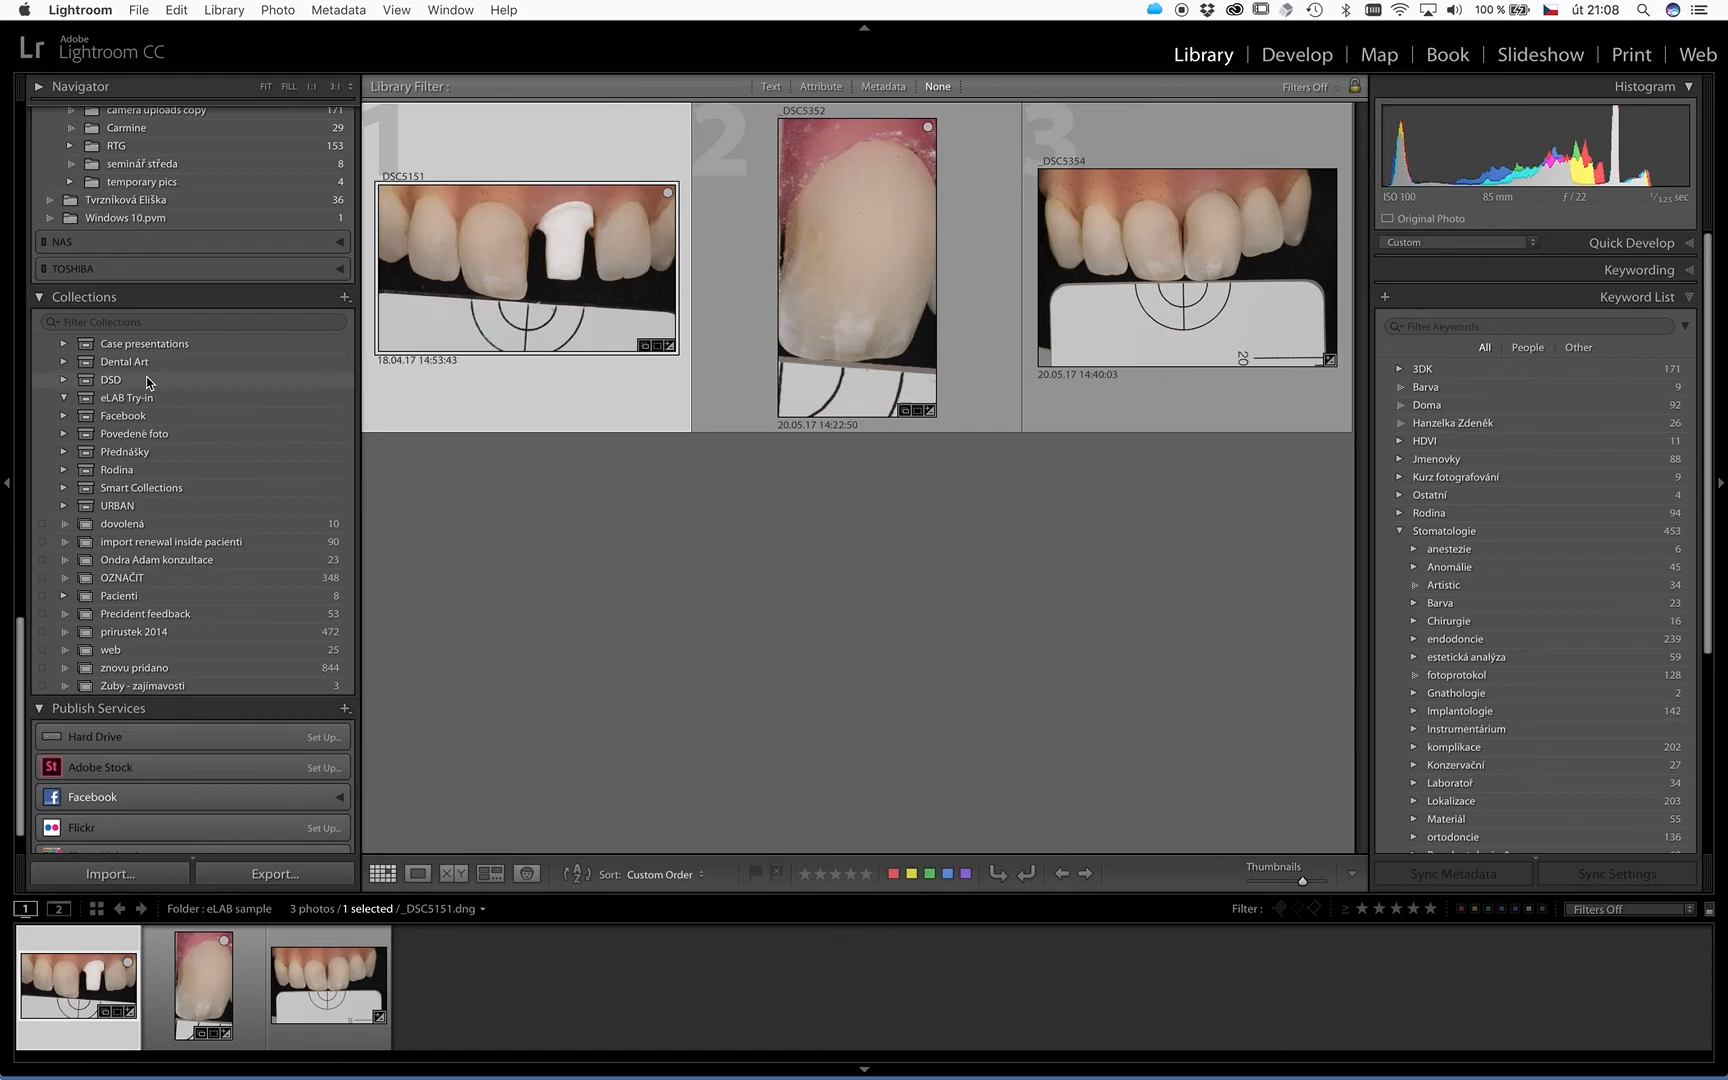 Lightroom File Edit Library Photo Metadata View Window Help 100 % út 21:08
Lr Adobe Lightroom CC
Library | Develop | Map | Book | Slideshow | Print | Web
Navigator FIT FILL 1:1 3:1
camera uploads copy 171
Carmine 29
RTG 153
seminář středa 8
temporary pics 4
Tvrzníková Eliška 36
Windows 10.pvm 1
NAS
TOSHIBA
Collections
Filter Collections
Case presentations
Dental Art
DSD
eLAB Try-in
Facebook
Povedené foto
Přednášky
Rodina
Smart Collections
URBAN
dovolená 10
import renewal inside pacienti 90
Ondra Adam konzultace 23
OZNAČIT 348
Pacienti 8
Precident feedback 53
prirustek 2014 472
web 25
znovu pridano 844
Zuby - zajímavosti 3
Publish Services
Hard Drive Set Up...
St Adobe Stock Set Up...
Facebook
Flickr Set Up...
Import... Export...
Library Filter : Text Attribute Metadata None Filters Off
1
_DSC5151
18.04.17 14:53:43
2
_DSC5352
20.05.17 14:22:50
3
_DSC5354
20
20.05.17 14:40:03
Sort: Custom Order
Thumbnails
Histogram
ISO 100 85 mm ƒ / 22 1/125 sec
Original Photo
Custom Quick Develop
Keywording
Keyword List
Filter Keywords
All People Other
3DK 171
Barva 9
Doma 92
Hanzelka Zdeněk 26
HDVI 11
Jmenovky 88
Kurz fotografování 9
Ostatní 4
Rodina 94
Stomatologie 453
anestezie 6
Anomálie 45
Artistic 34
Barva 23
Chirurgie 16
endodoncie 239
estetická analýza 59
fotoprotokol 128
Gnathologie 2
Implantologie 142
Instrumentárium
komplikace 202
Konzervační 27
Laboratoř 34
Lokalizace 203
Materiál 55
ortodoncie 136
Sync Metadata Sync Settings
1 2 Folder : eLAB sample 3 photos / 1 selected / _DSC5151.dng Filter : Filters Off